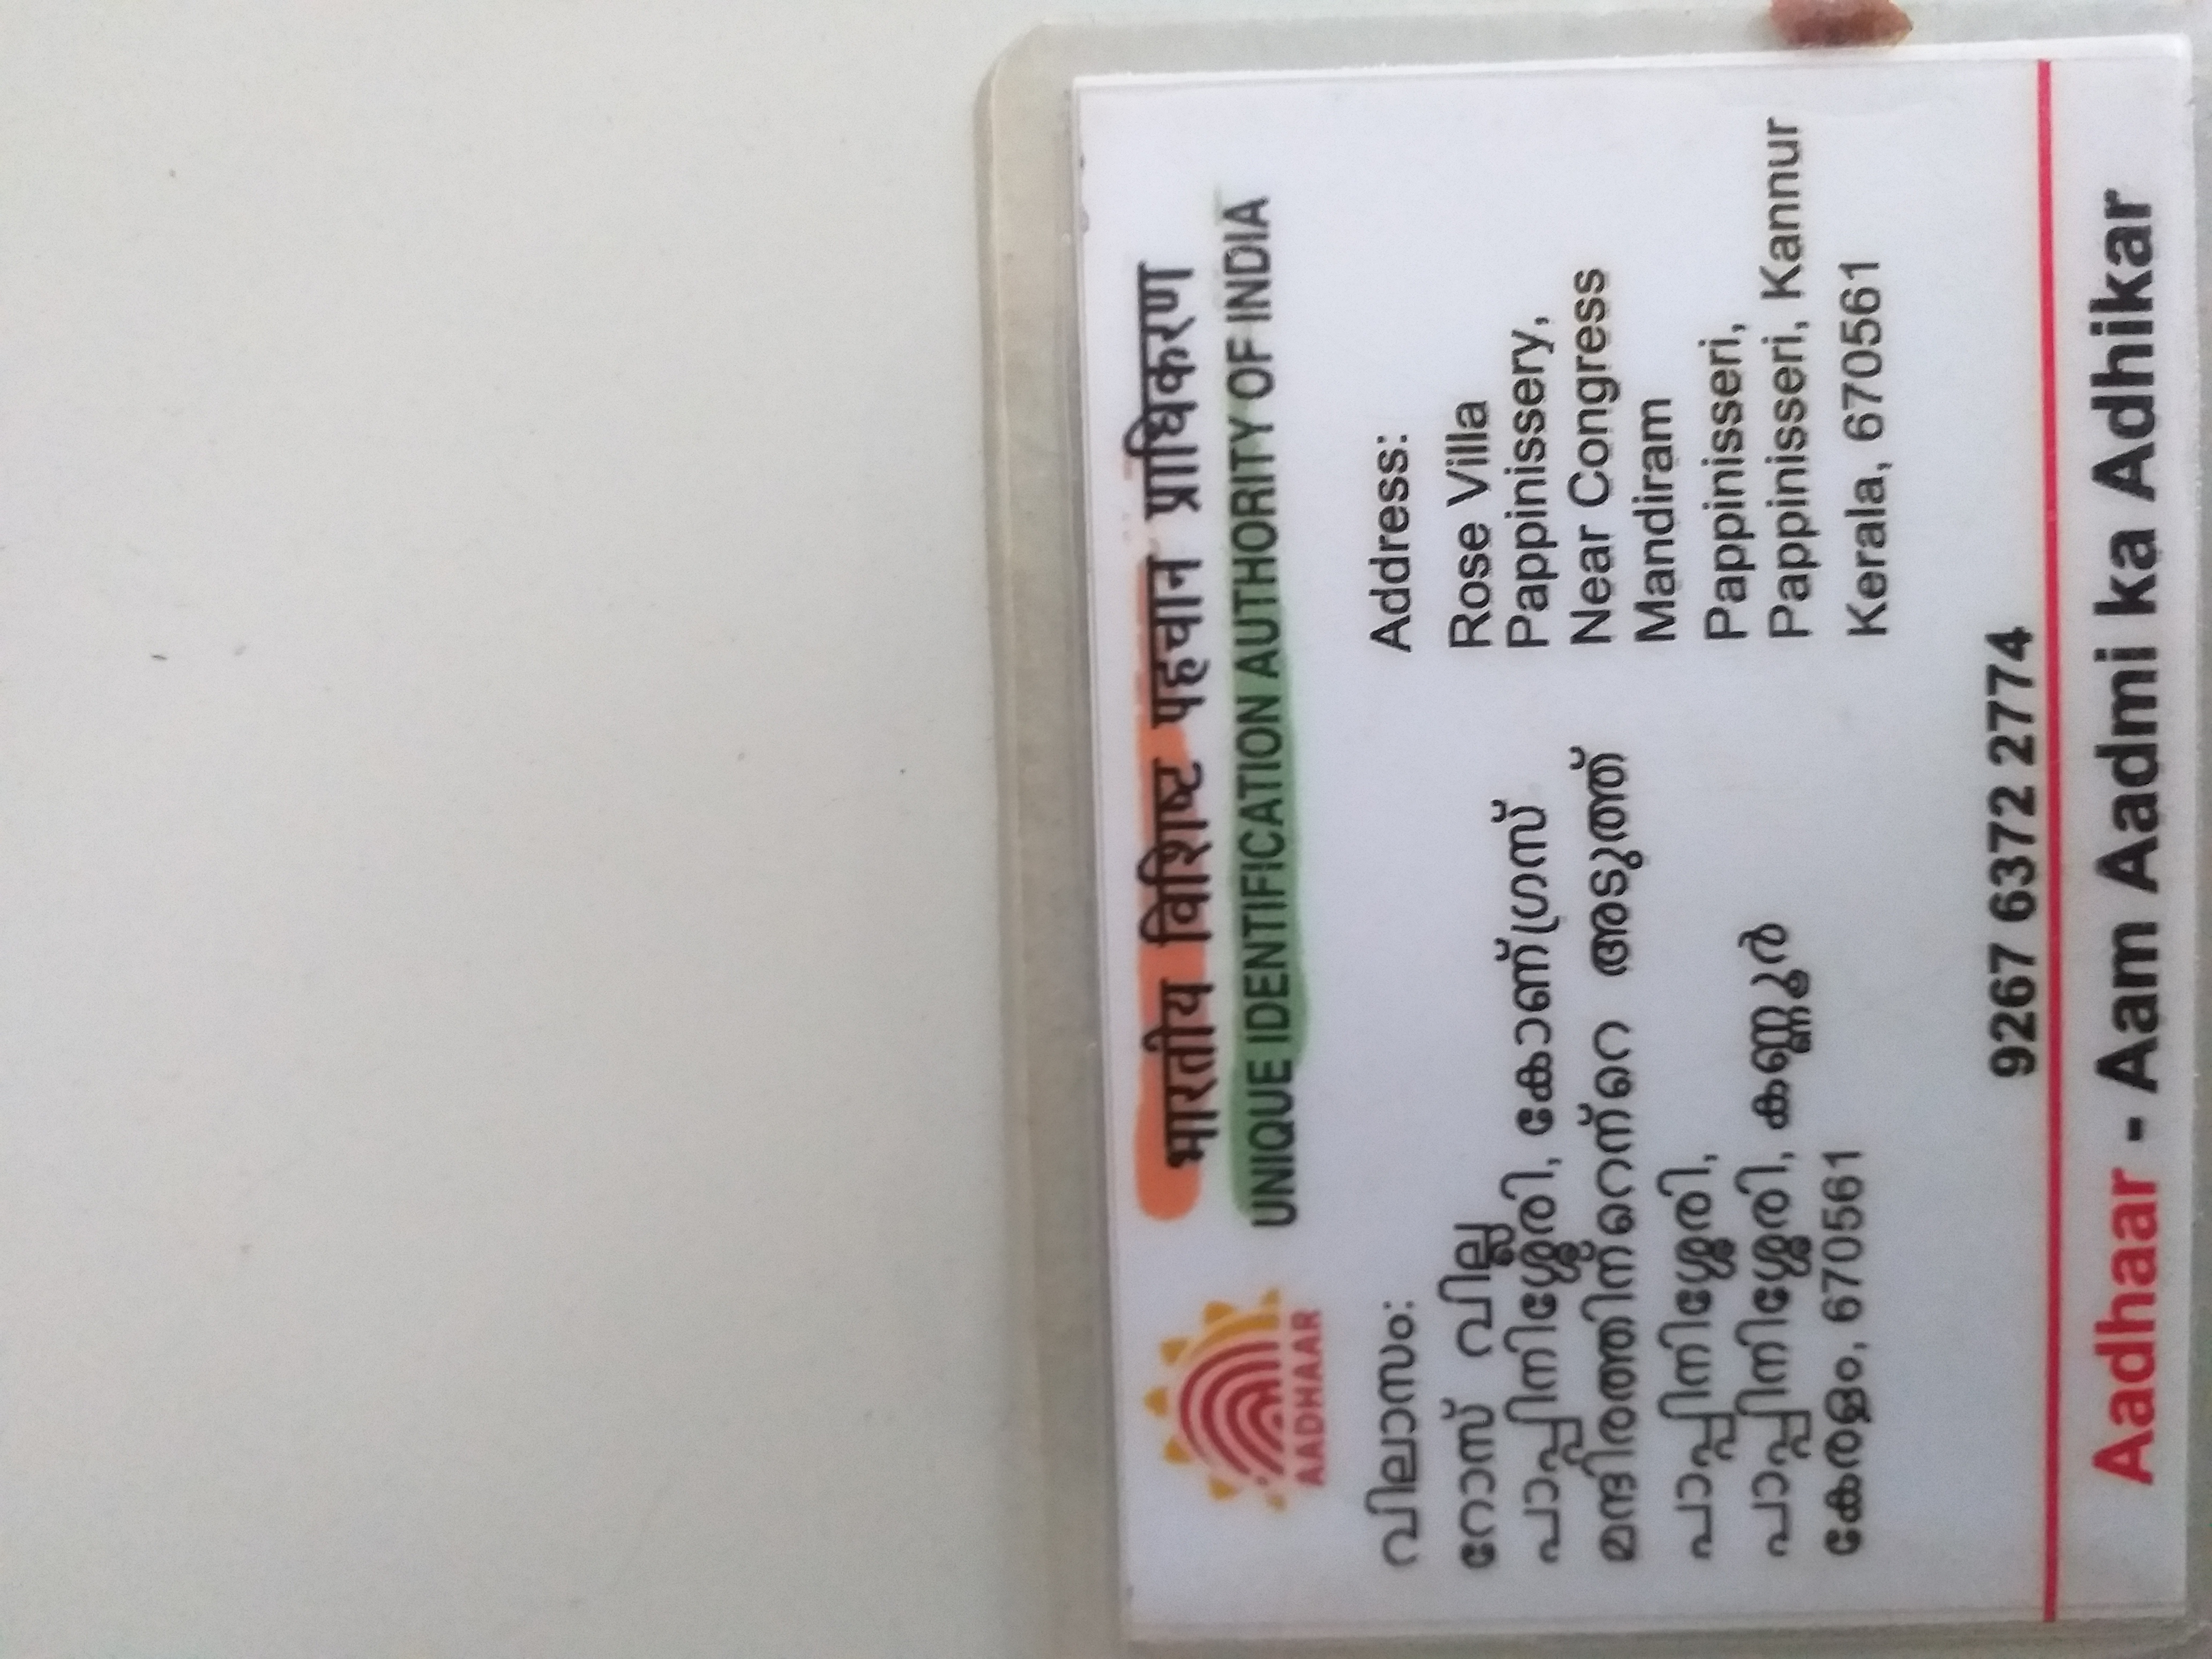 भारतीय विशिष्ट पहचान प्राधिकरण
UNIQUE IDENTIFICATION AUTHORITY OF INDIA
AADHAAR
വിലാസം:
റോസ് വില്ല
പാപ്പിനിശ്ശേരി, കോണ്ഗ്രസ്
മന്ദിരത്തിന്റെന്റെ അടുത്ത്
പാപ്പിനിശ്ശേരി,
പാപ്പിനിശ്ശേരി, കണ്ണൂർ
കേരളം, 670561
Address:
Rose Villa
Pappinissery,
Near Congress
Mandiram
Pappinisseri,
Pappinisseri, Kannur
Kerala, 670561
9267 6372 2774
Aadhaar - Aam Aadmi ka Adhikar